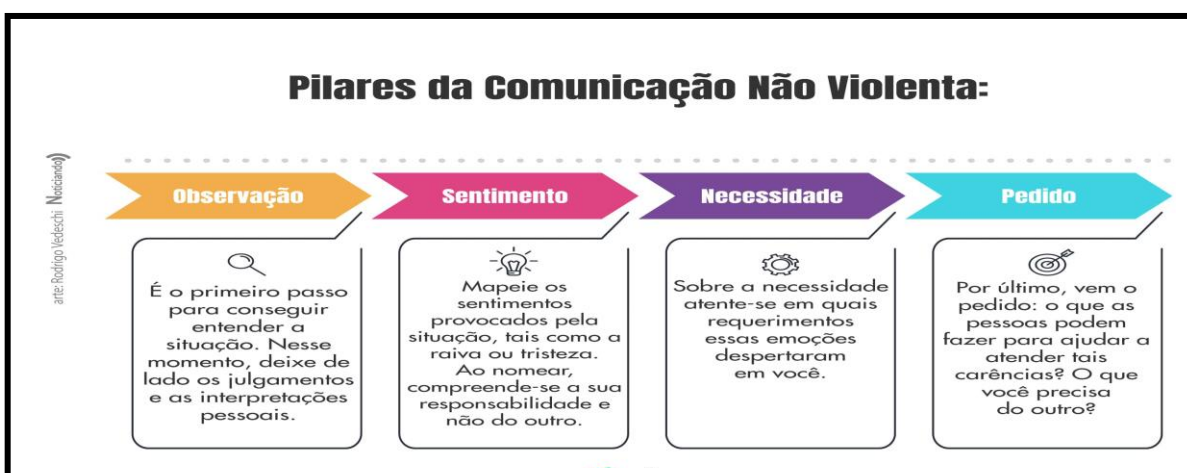 Pilares da Comunicação Não Violenta:
arte: Rodrigo Vedeschi Noticiando
Observação
É o primeiro passo
para conseguir
entender a
situação. Nesse
momento, deixe de
lado os julgamentos
e as interpretações
pessoais.
Sentimento
Mapeie os
sentimentos
provocados pela
situação, tais como a
raiva ou tristeza.
Ao nomear,
compreende-se a sua
responsabilidade e
não do outro.
Necessidade
Sobre a necessidade
atente-se em quais
requerimentos
essas emoções
despertaram
em você.
Pedido
Por último, vem o
pedido: o que as
pessoas podem
fazer para ajudar a
atender tais
carências? O que
você precisa
do outro?